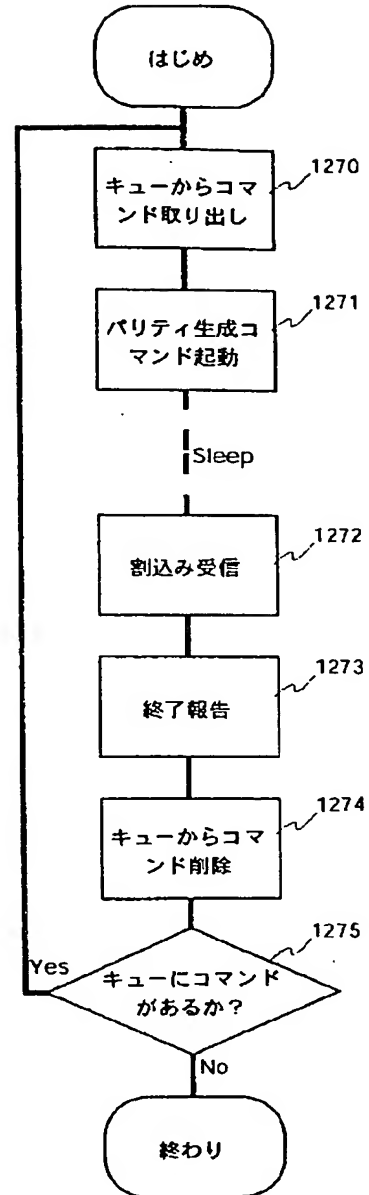 はじめ
1270
キューからコマ
ンド取り出し
1271
パリティ生成コ
マンド起動
Sleep
1272
割込み受信
1273
終了報告
1274
キューからコマ
ンド削除
1275
Yes
キューにコマンド
があるか？
No
終わり